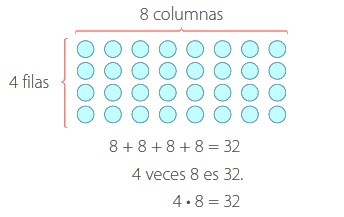 8 columnas
4 filas
8 + 8 + 8 + 8 = 32
4 veces 8 es 32.
4 • 8 = 32